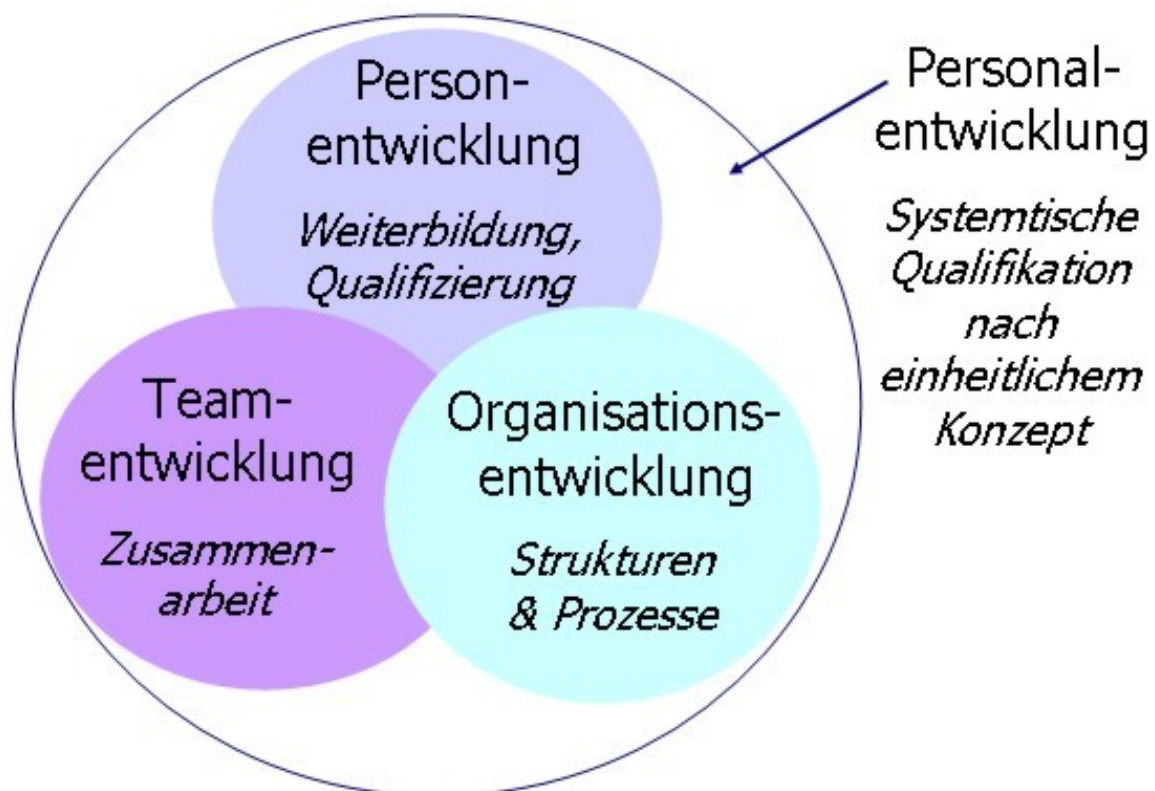 Person-
entwicklung
Weiterbildung,
Qualifizierung
Team-
entwicklung
Zusammen-
arbeit
Organisations-
entwicklung
Strukturen
& Prozesse
Personal-
entwicklung
Systemtische
Qualifikation
nach
einheitlichem
Konzept